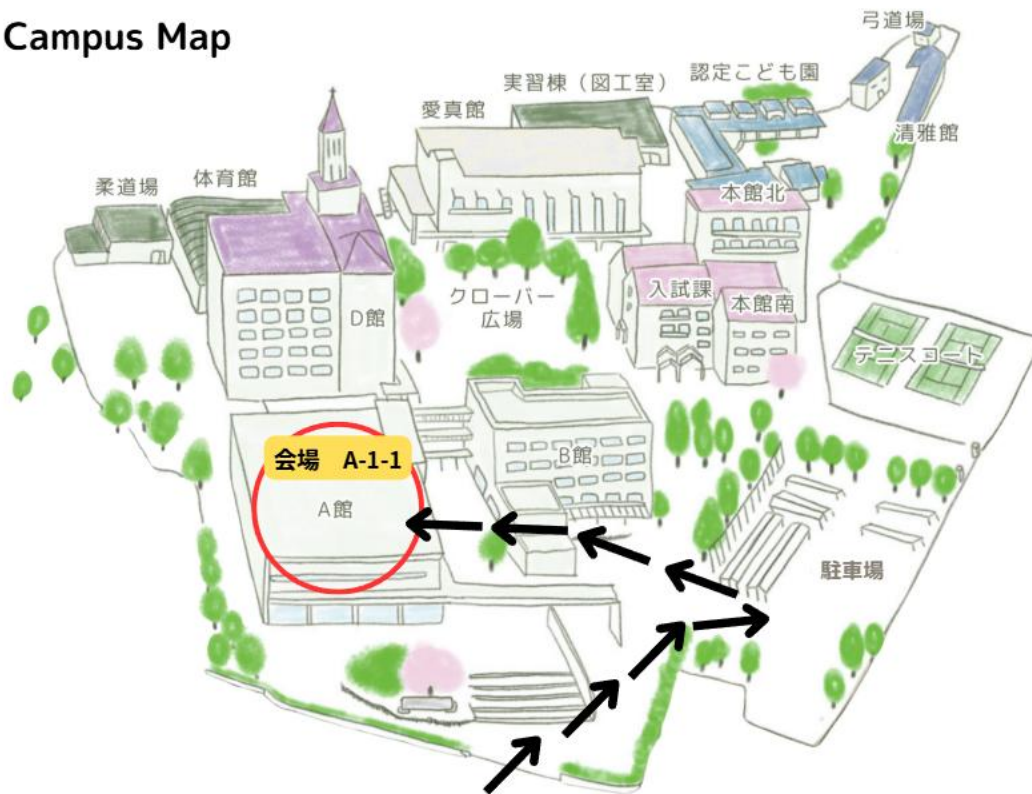 Campus Map
弓道場
認定こども園
実習棟（図工室）
愛真館
清雅館
体育館
柔道場
本館北
入試課
本館南
クローバー
広場
D館
テニスコート
会場　A-1-1
B館
A館
駐車場